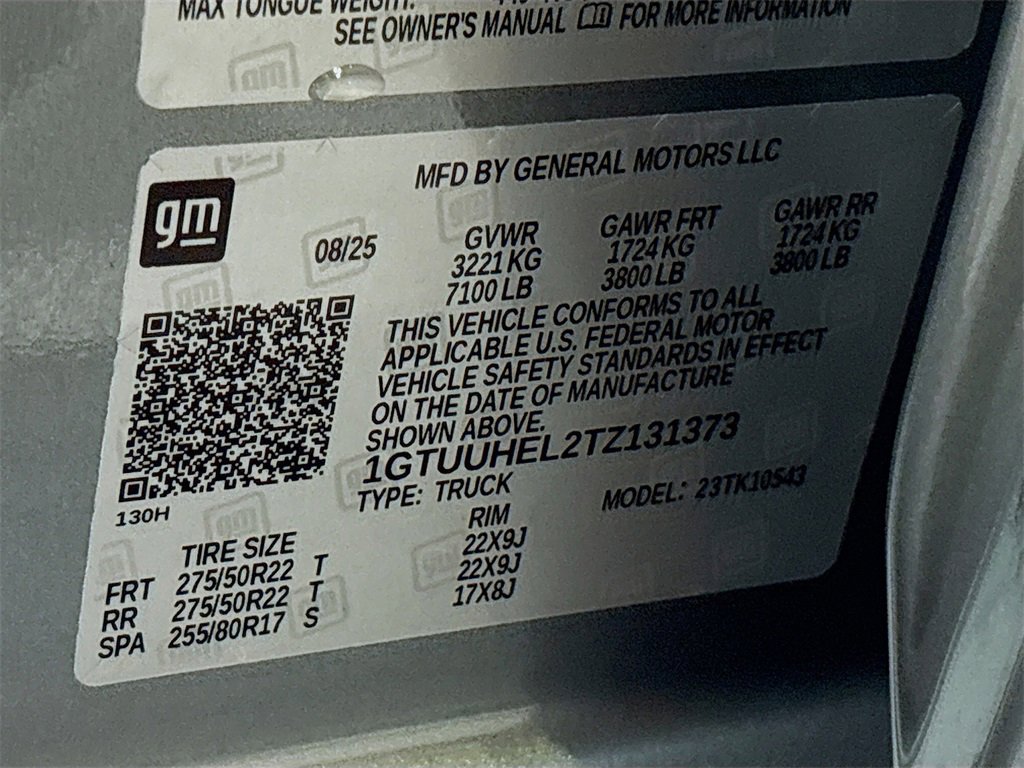 MAX TONGUE WEIGHT:
SEE OWNER'S MANUAL FOR MORE INFORMATION
MFD BY GENERAL MOTORS LLC
gm
08/25
GVWR GAWR FRT GAWR RR
3221 KG 1724 KG 1724 KG
7100 LB 3800 LB 3800 LB
THIS VEHICLE CONFORMS TO ALL
APPLICABLE U.S. FEDERAL MOTOR
VEHICLE SAFETY STANDARDS IN EFFECT
ON THE DATE OF MANUFACTURE
SHOWN ABOVE.
1GTUUHEL2TZ131373
TYPE: TRUCK MODEL: 23TK10543
130H
TIRE SIZE RIM
FRT 275/50R22 T 22X9J
RR 275/50R22 T 22X9J
SPA 255/80R17 S 17X8J